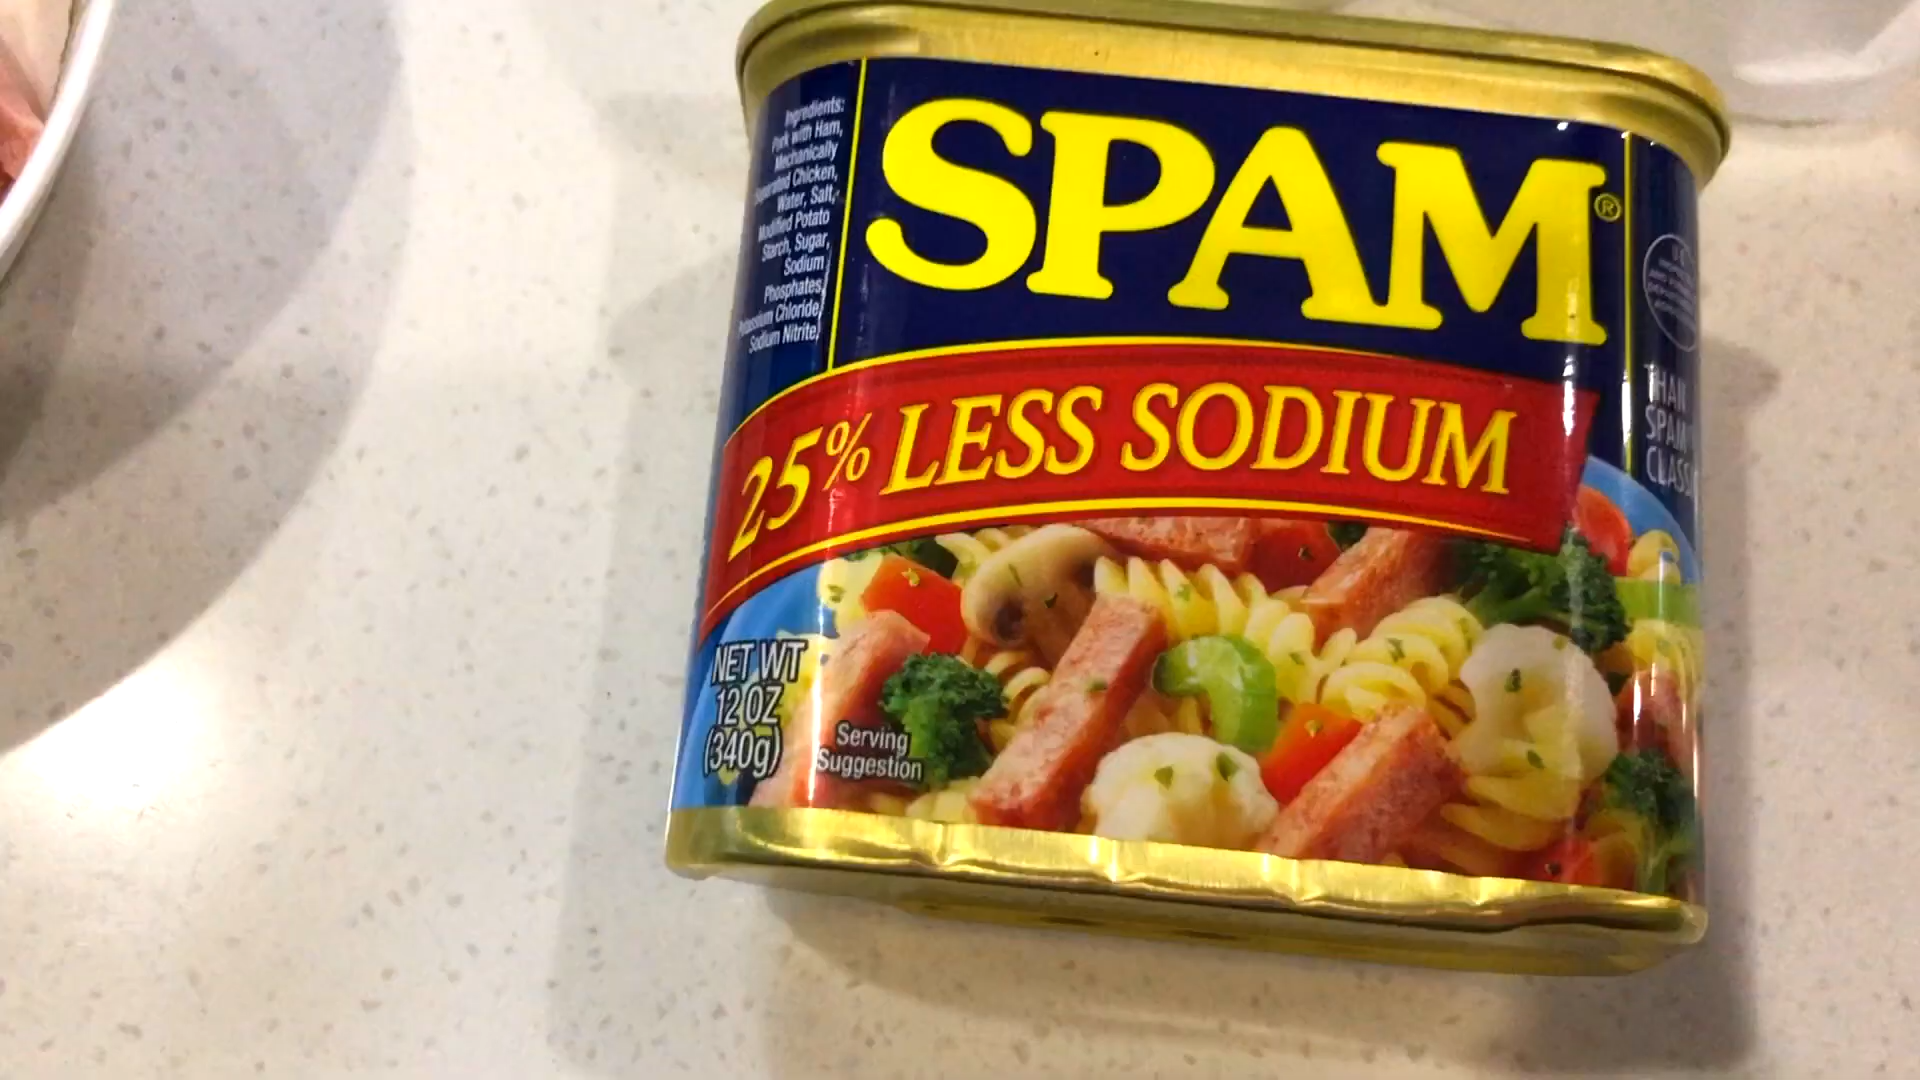 Ingredients:
Pork with Ham,
Mechanically
Separated Chicken,
Water, Salt,
Modified Potato
Starch, Sugar,
Sodium
Phosphates,
Potassium Chloride,
Sodium Nitrite.
SPAM®
25% LESS SODIUM
THAN
SPAM
CLASSIC
NET WT
12 OZ
(340g)
Serving
Suggestion